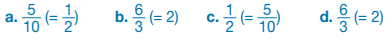 a. 5/10 (= 1/2) b. 6/3 (= 2) c. 1/2 (= 5/10) d. 6/3 (= 2)